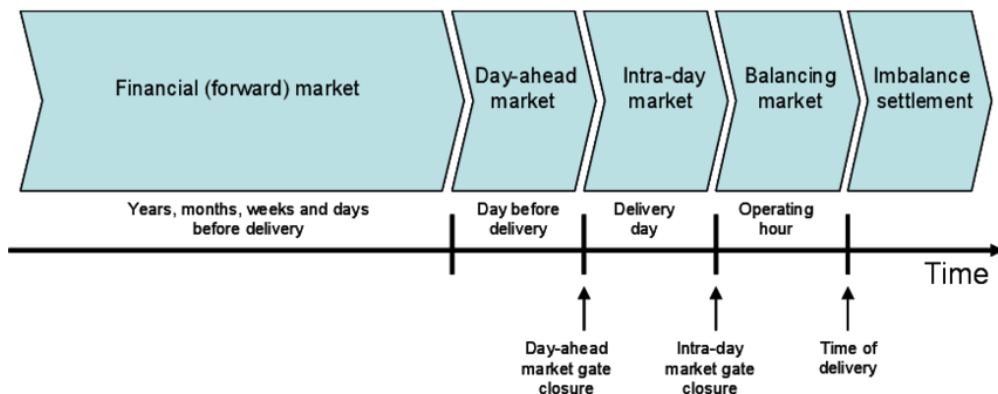 Financial (forward) market
Day-ahead
market
Intra-day
market
Balancing
market
Imbalance
settlement
Years, months, weeks and days
before delivery
Day before
delivery
Delivery
day
Operating
hour
Time
Day-ahead
market gate
closure
Intra-day
market gate
closure
Time of
delivery